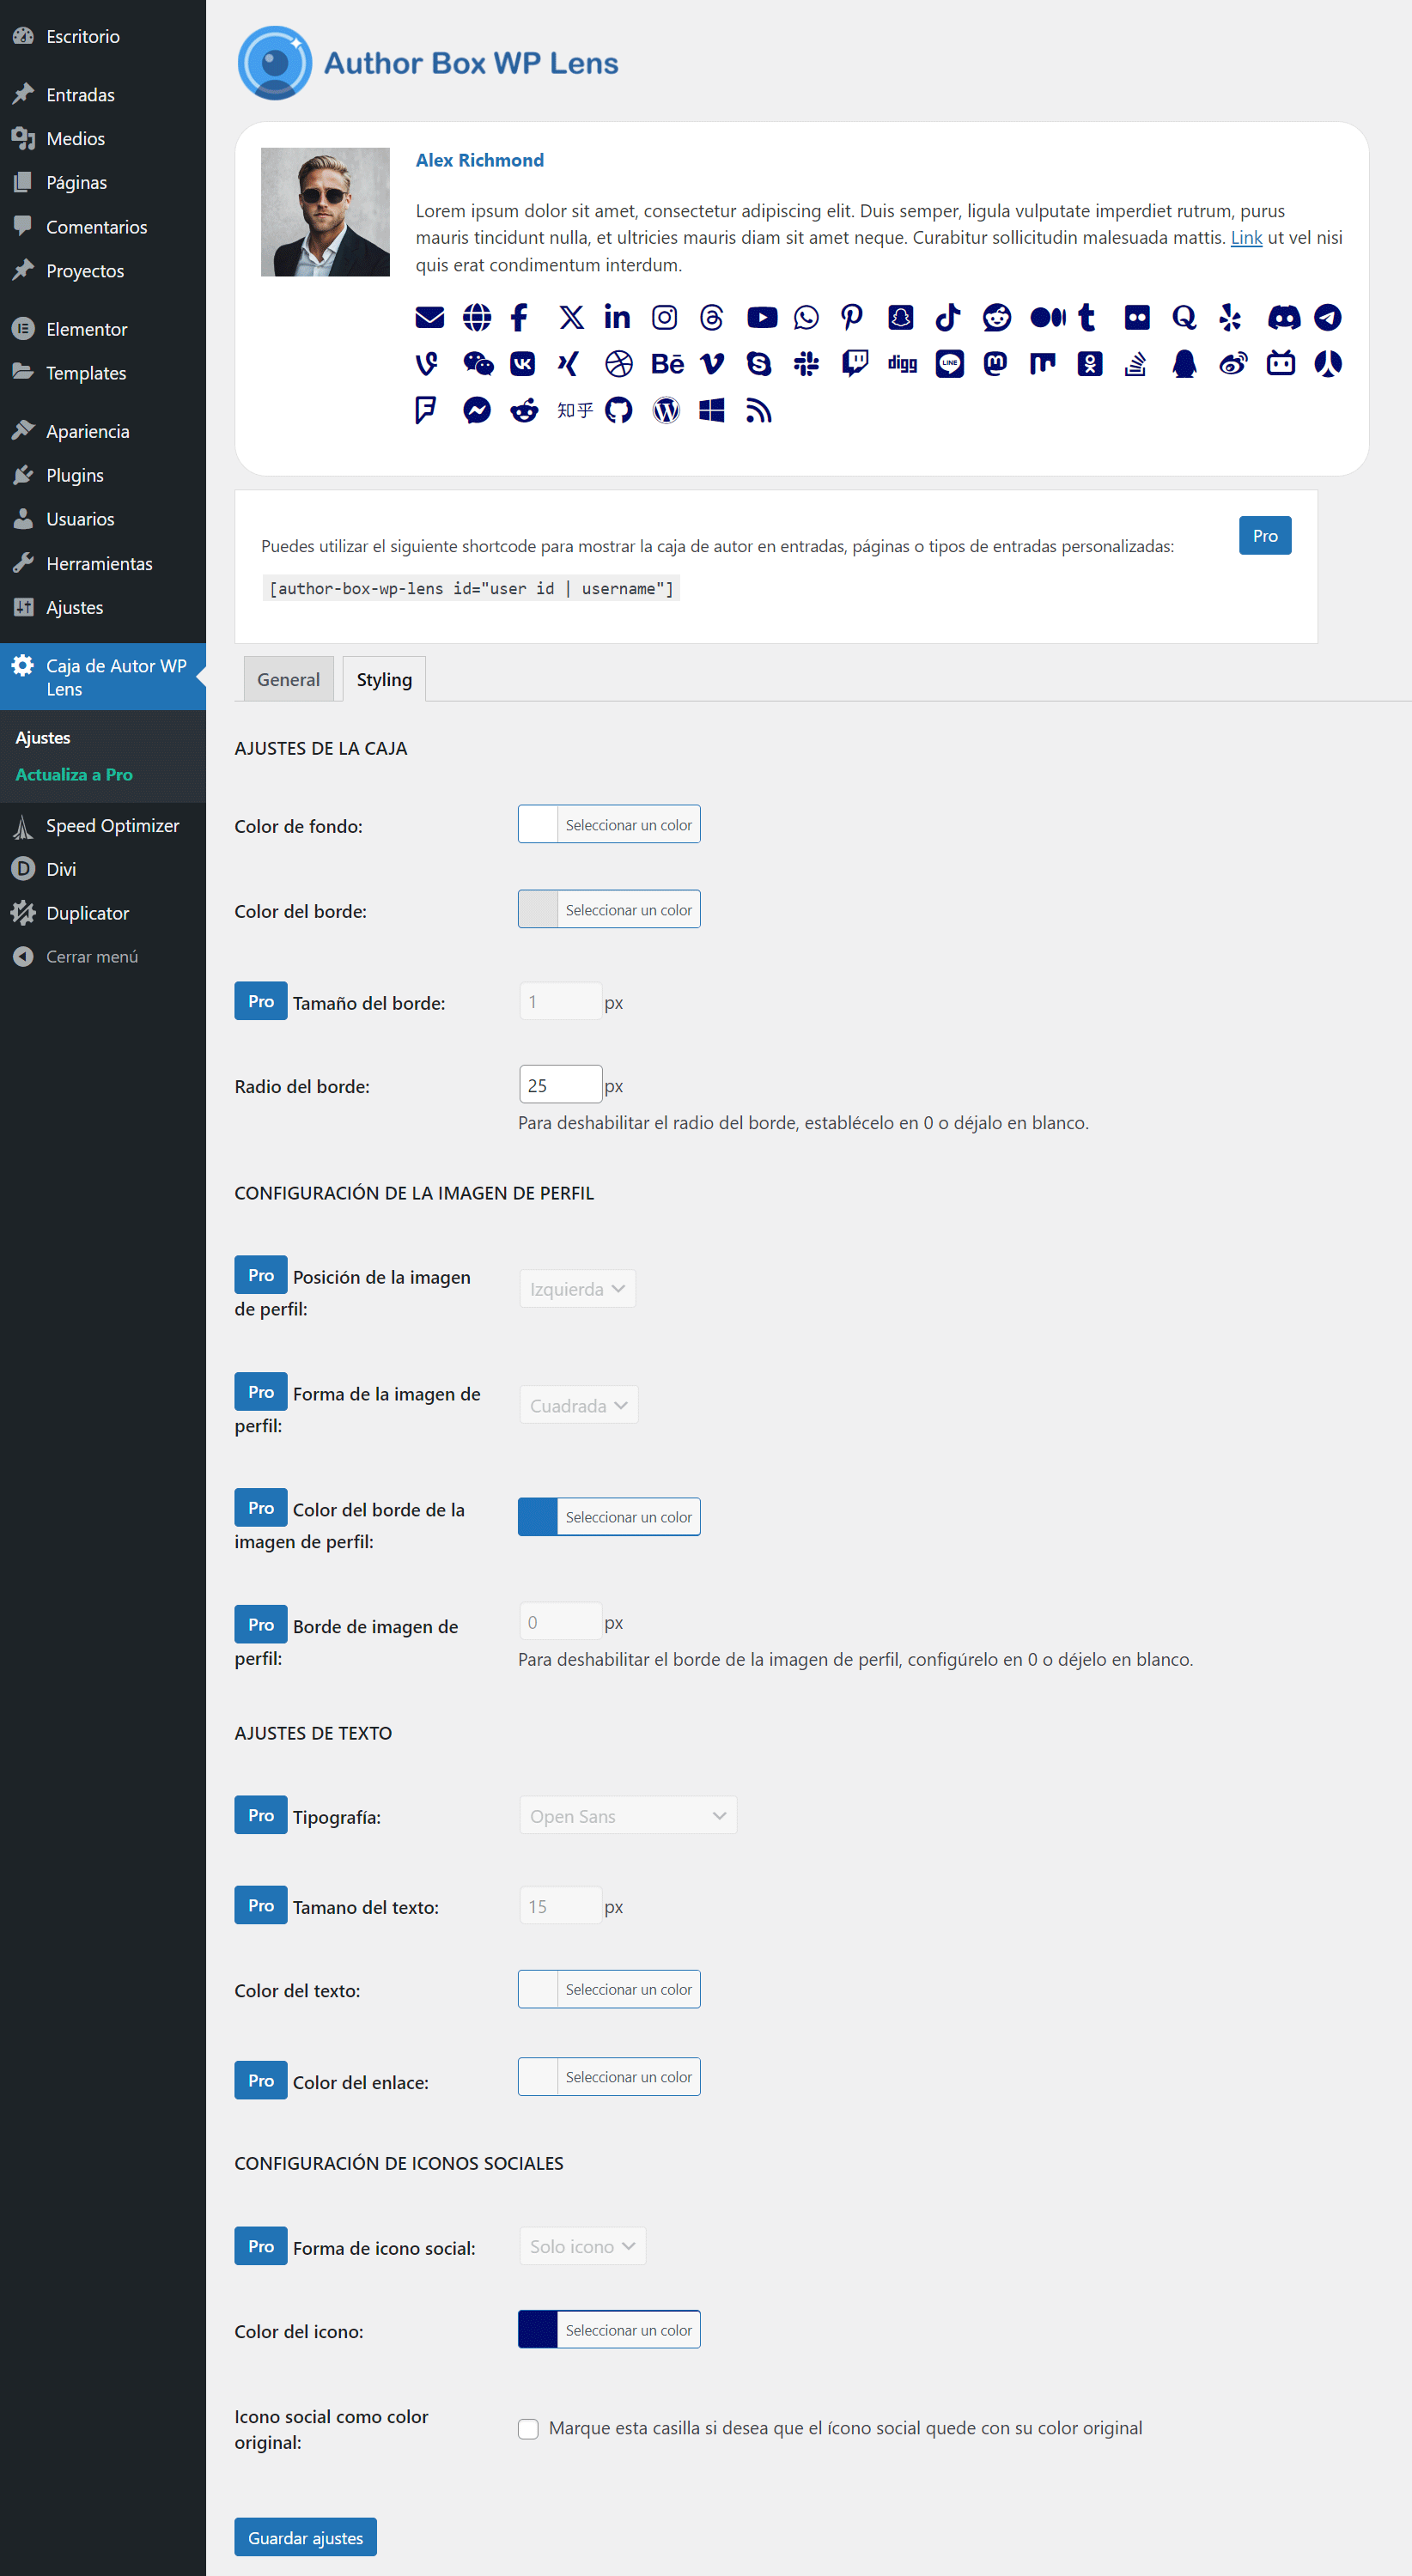 Escritorio
Entradas
Medios
Páginas
Comentarios
Proyectos
Elementor
Templates
Apariencia
Plugins
Usuarios
Herramientas
Ajustes
Caja de Autor WP
Lens
Ajustes
Actualiza a Pro
Speed Optimizer
Divi
Duplicator
Cerrar menú
Author Box WP Lens
Alex Richmond
Lorem ipsum dolor sit amet, consectetur adipiscing elit. Duis semper, ligula vulputate imperdiet rutrum, purus
mauris tincidunt nulla, et ultricies mauris diam sit amet neque. Curabitur sollicitudin malesuada mattis. Link ut vel nisi
quis erat condimentum interdum.
digg
LINE
知乎
Puedes utilizar el siguiente shortcode para mostrar la caja de autor en entradas, páginas o tipos de entradas personalizadas:
Pro
[author-box-wp-lens id="user id | username"]
General
Styling
AJUSTES DE LA CAJA
Color de fondo:
Seleccionar un color
Color del borde:
Seleccionar un color
Pro Tamaño del borde:
1 px
Radio del borde:
25 px
Para deshabilitar el radio del borde, establécelo en 0 o déjalo en blanco.
CONFIGURACIÓN DE LA IMAGEN DE PERFIL
Pro Posición de la imagen
de perfil:
Izquierda
Pro Forma de la imagen de
perfil:
Cuadrada
Pro Color del borde de la
imagen de perfil:
Seleccionar un color
Pro Borde de imagen de
perfil:
0 px
Para deshabilitar el borde de la imagen de perfil, configúrelo en 0 o déjelo en blanco.
AJUSTES DE TEXTO
Pro Tipografía:
Open Sans
Pro Tamano del texto:
15 px
Color del texto:
Seleccionar un color
Pro Color del enlace:
Seleccionar un color
CONFIGURACIÓN DE ICONOS SOCIALES
Pro Forma de icono social:
Solo icono
Color del icono:
Seleccionar un color
Icono social como color
original:
Marque esta casilla si desea que el ícono social quede con su color original
Guardar ajustes